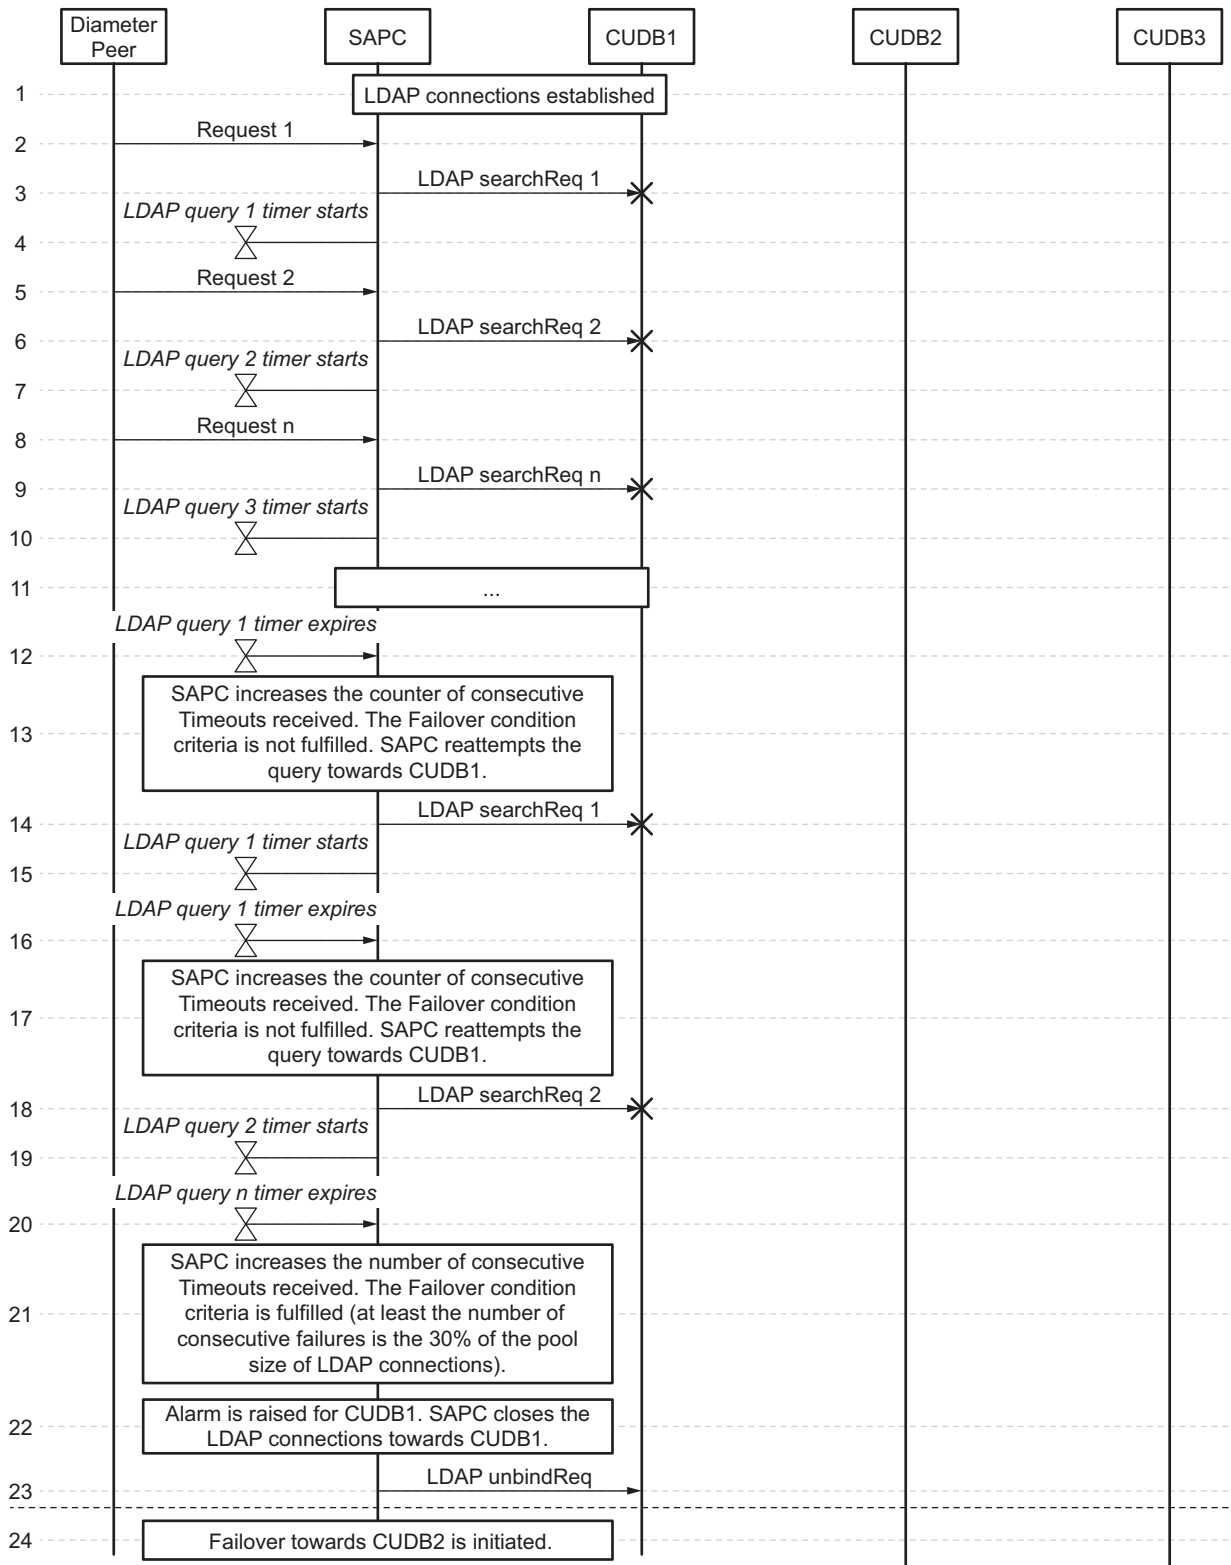 Diameter
Peer
SAPC
CUDB1
CUDB2
CUDB3
1
LDAP connections established
Request 1
2
LDAP searchReq 1
3
LDAP query 1 timer starts
4
Request 2
5
LDAP searchReq 2
6
LDAP query 2 timer starts
7
Request n
8
LDAP searchReq n
9
LDAP query 3 timer starts
10
11
...
LDAP query 1 timer expires
12
SAPC increases the counter of consecutive
Timeouts received. The Failover condition
13
criteria is not fulfilled. SAPC reattempts the
query towards CUDB1.
LDAP searchReq 1
14
LDAP query 1 timer starts
15
LDAP query 1 timer expires
16
SAPC increases the counter of consecutive
Timeouts received. The Failover condition
17
criteria is not fulfilled. SAPC reattempts the
query towards CUDB1.
LDAP searchReq 2
18
LDAP query 2 timer starts
19
LDAP query n timer expires
20
SAPC increases the number of consecutive
Timeouts received. The Failover condition
21
criteria is fulfilled (at least the number of
consecutive failures is the 30% of the pool
size of LDAP connections).
Alarm is raised for CUDB1. SAPC closes the
22
LDAP connections towards CUDB1.
LDAP unbindReq
23
24
Failover towards CUDB2 is initiated.